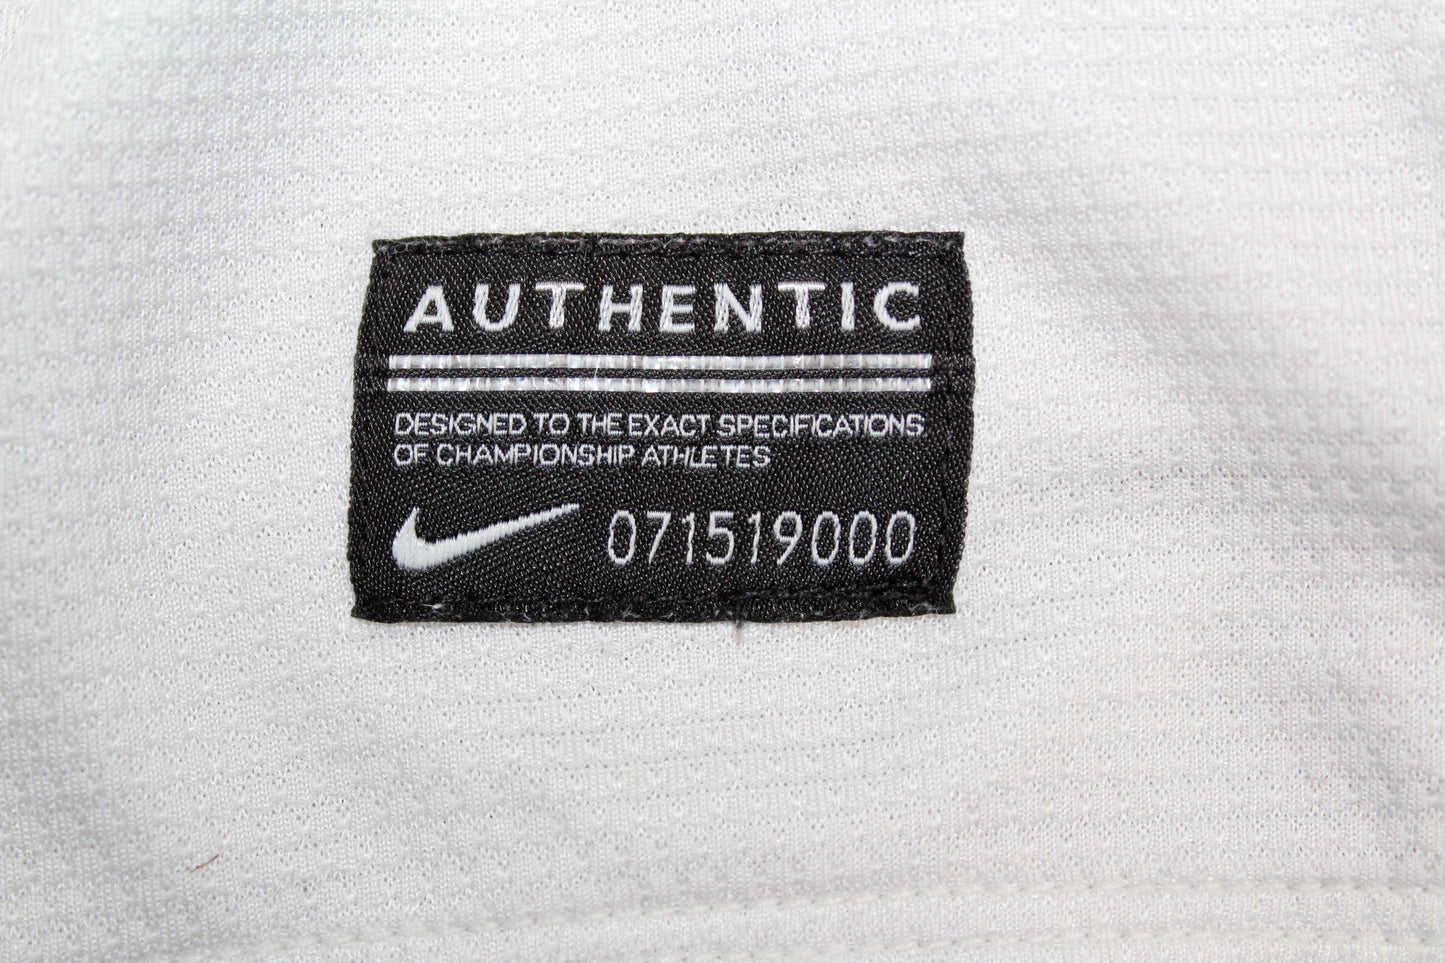 AUTHENTIC
DESIGNED TO THE EXACT SPECIFICATIONS
OF CHAMPIONSHIP ATHLETES
071519000